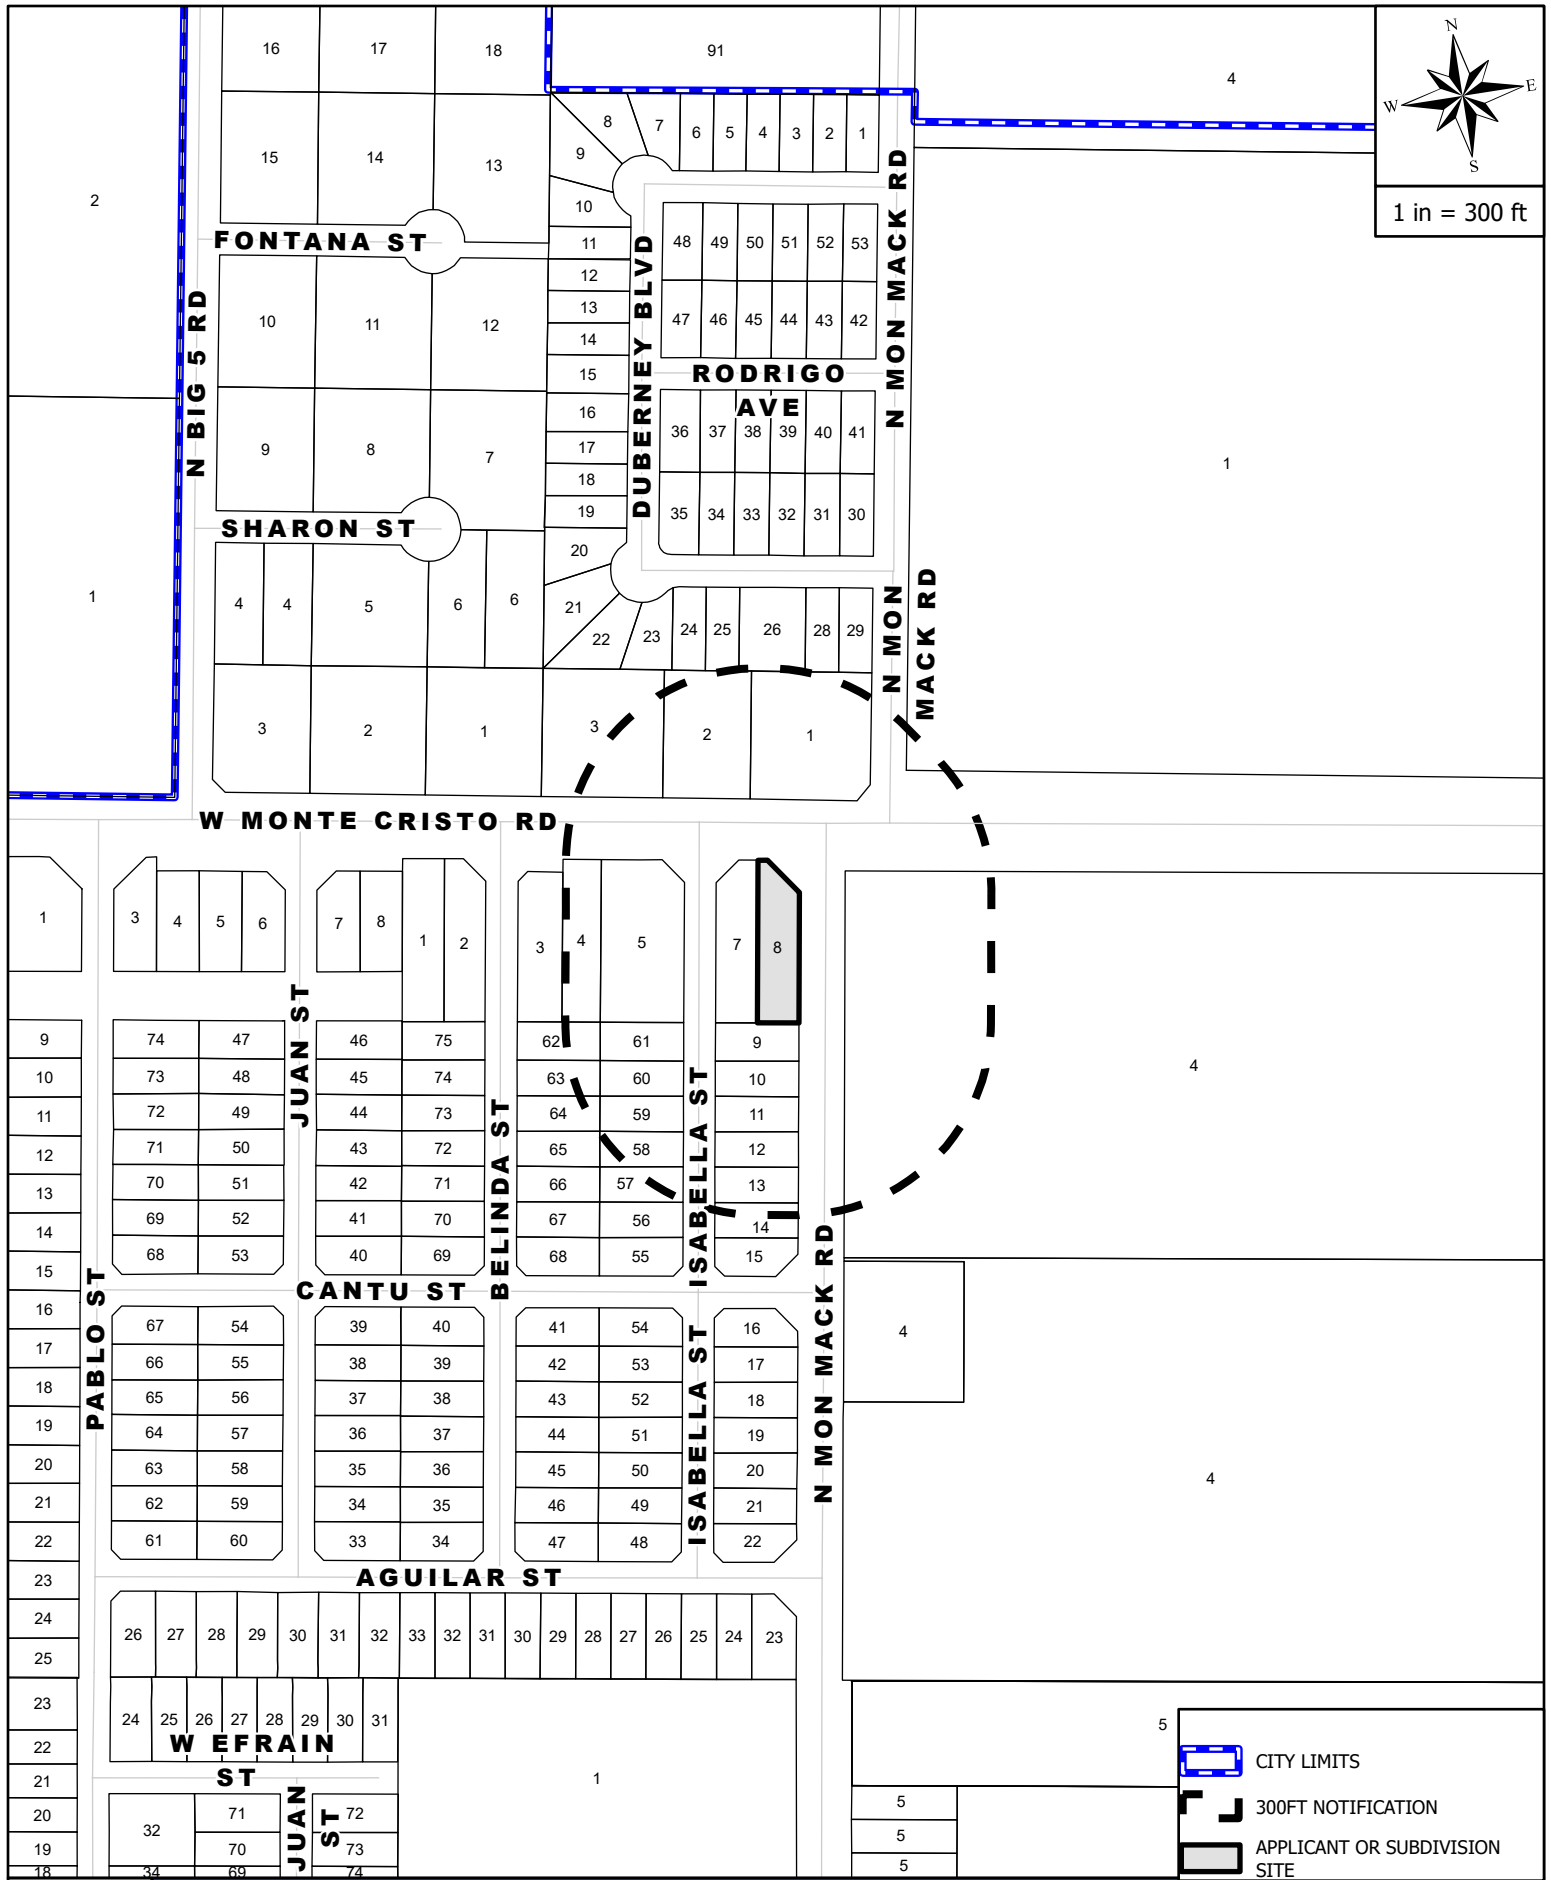 16 17 18 91 4
N
W E
S
1 in = 300 ft
8 7 6 5 4 3 2 1
15 14 13 9
2
10
FONTANA ST 11 48 49 50 51 52 53
12
13
10 11 12 14 47 46 45 44 43 42
N BIG 5 RD
DUBERNEY BLVD
N MON MACK RD
15 RODRIGO
AVE
16
9 8 7 17 36 37 38 39 40 41 1
18
19 35 34 33 32 31 30
SHARON ST
20
1 4 4 5 6 6 21 22 23 24 25 26 28 29
N MON
MACK RD
3 2 1 3 2 1
W MONTE CRISTO RD
1 3 4 5 6 7 8 1 2 3 4 5 7 8
JUAN ST
9 74 47 46 75 62 61 9
10 73 48 45 74 63 60 10 4
11 72 49 44 73 64 59 11
12 71 50 43 72 65 58 12
13 70 51 42 71 66 57 13
14 69 52 41 70 67 56 14
15 68 53 40 69 68 55 15
BELINDA ST
ISABELLA ST
CANTU ST
PABLO ST
16 67 54 39 40 41 54 16 4
17 66 55 38 39 42 53 17
18 65 56 37 38 43 52 18
19 64 57 36 37 44 51 19
20 63 58 35 36 45 50 20 4
21 62 59 34 35 46 49 21
22 61 60 33 34 47 48 22
ISABELLA ST
N MON MACK RD
23 AGUILAR ST
24 26 27 28 29 30 31 32 33 32 31 30 29 28 27 26 25 24 23
25
23 24 25 26 27 28 29 30 31 5
22 W EFRAIN
ST
21 1
20 32 71 72 5
19 70 73 5
18 34 69 74 5
JUAN
ST
CITY LIMITS
300FT NOTIFICATION
APPLICANT OR SUBDIVISION
SITE